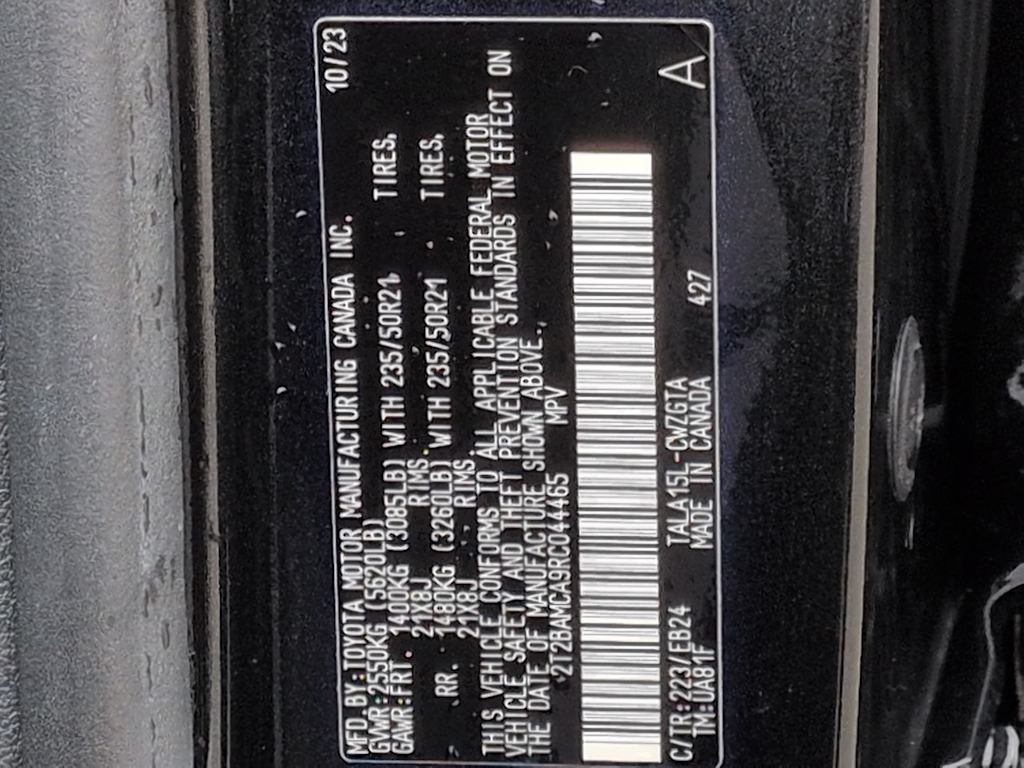 MFD.BY:TOYOTA MOTOR MANUFACTURING CANADA INC. 10/23
GVWR:2550KG (5620LB)
GAWR:FRT. 1400KG (3085LB) WITH 235/50R21 TIRES,
21X8J RIMS.
RR. 1480KG (3260LB) WITH 235/50R21 TIRES,
21X8J RIMS
THIS VEHICLE CONFORMS TO ALL APPLICABLE FEDERAL MOTOR
VEHICLE SAFETY AND THEFT PREVENTION STANDARDS IN EFFECT ON
THE DATE OF MANUFACTURE SHOWN ABOVE.
2T2BAMCA9RC044465 MPV
C/TR:223/EB24 TALA15L-CWZGTA 427 A
TM:UA81F MADE IN CANADA